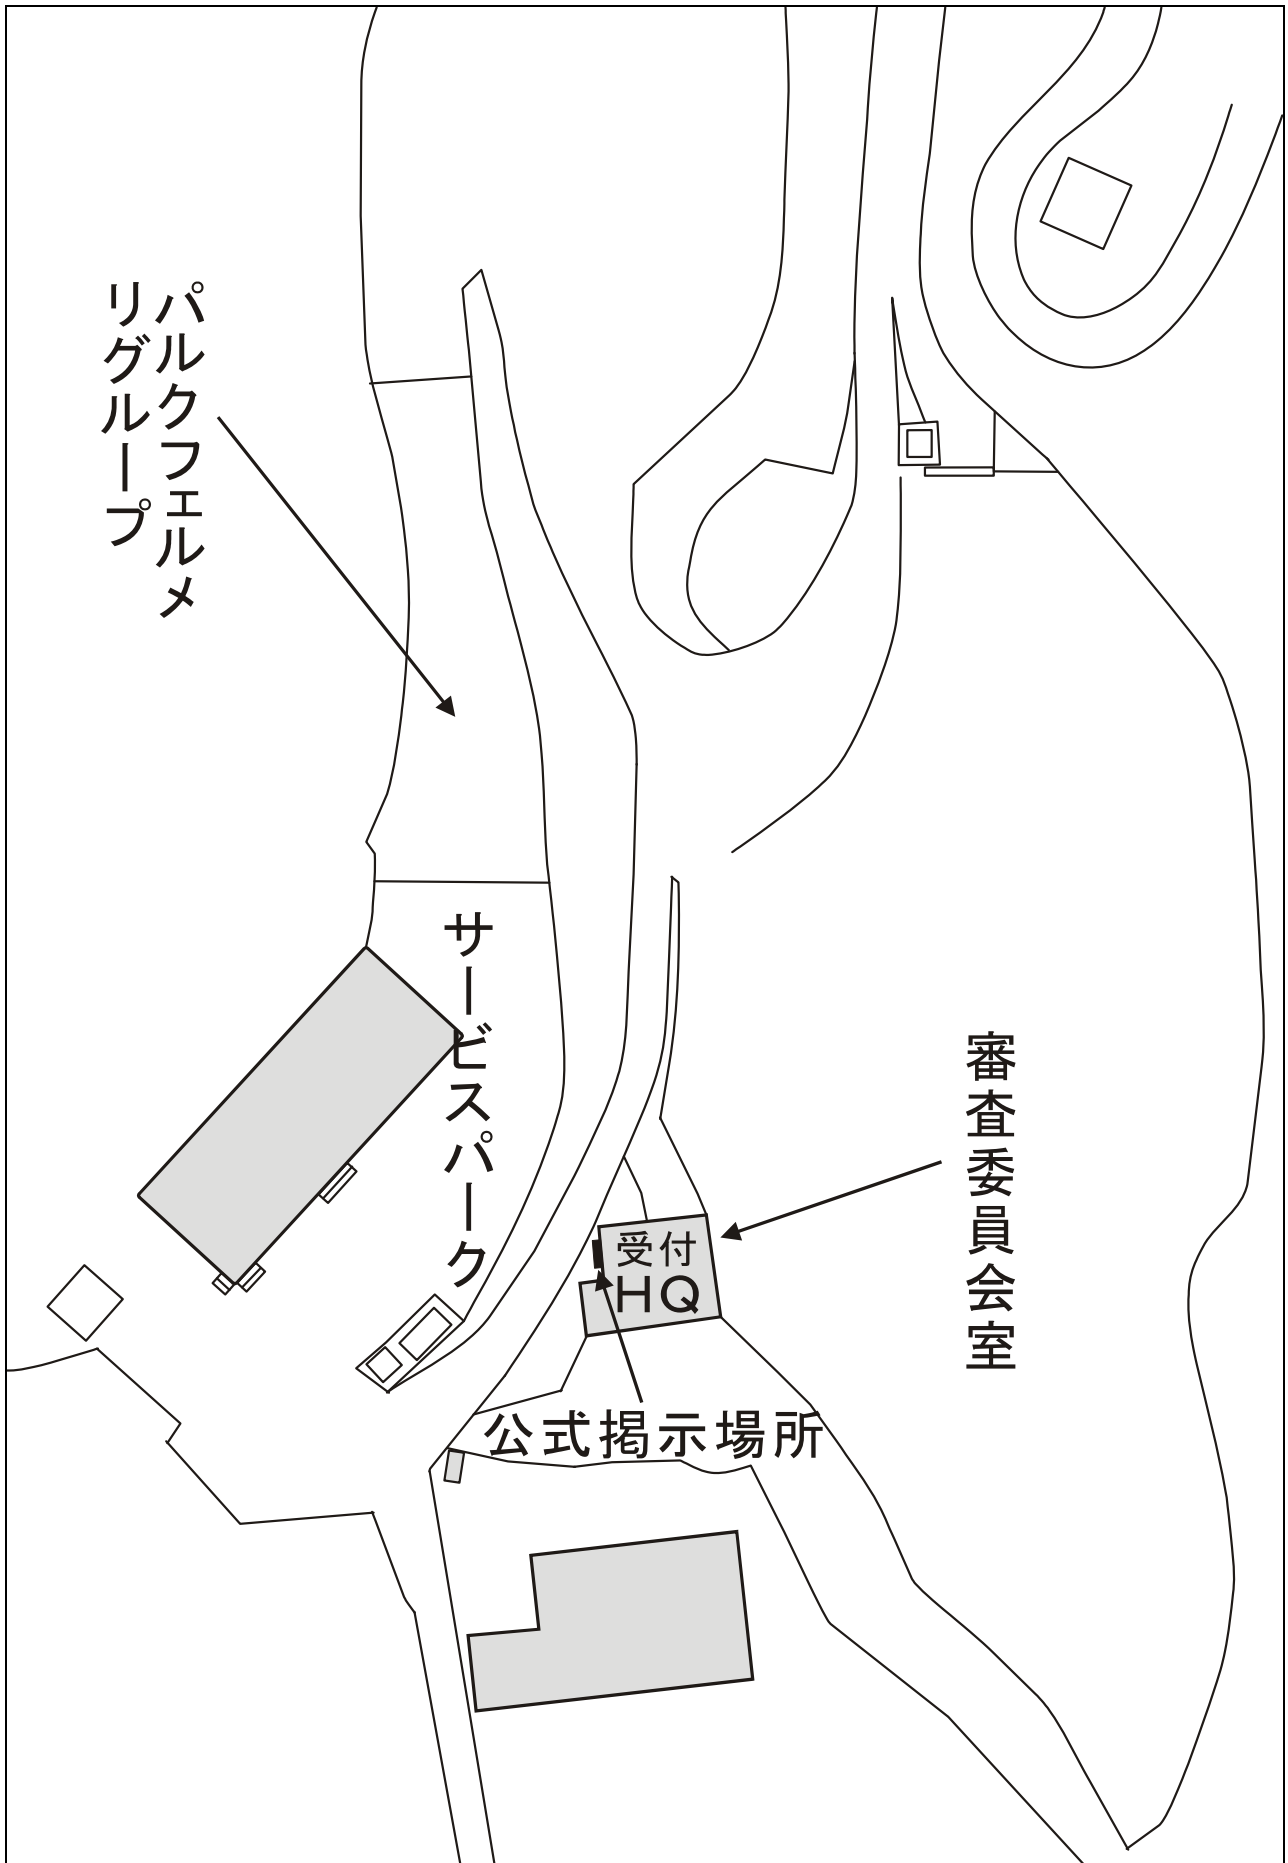 パルクフェルメ
リグループ
サービスパーク
審査委員会室
受付
HQ
公式掲示場所